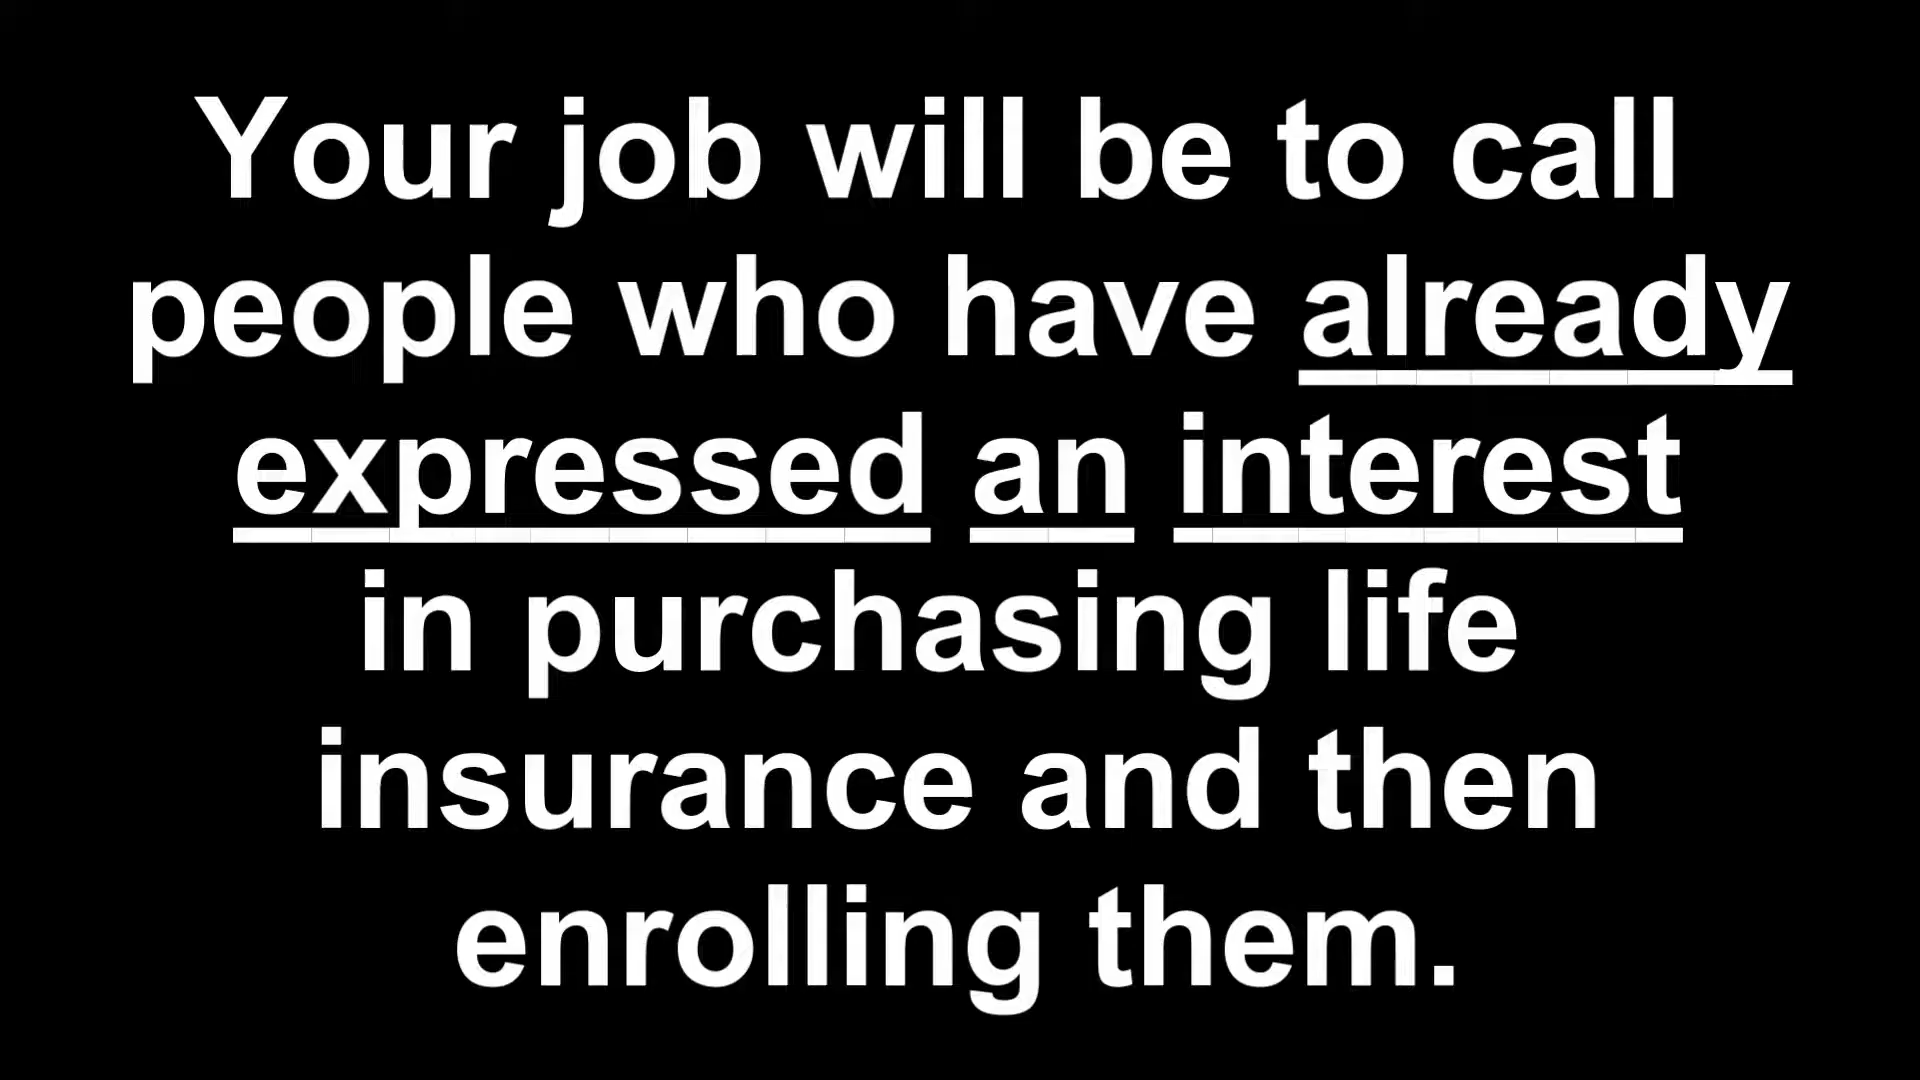 Your job will be to call
people who have already
expressed an interest
in purchasing life
insurance and then
enrolling them.